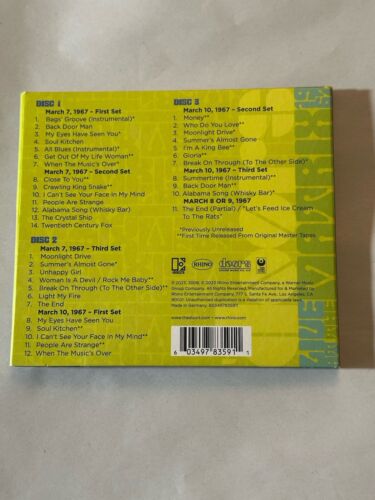 DISC 1
March 7, 1967 – First Set
1. Bags' Groove (Instrumental)*
2. Back Door Man
3. My Eyes Have Seen You*
4. Soul Kitchen
5. All Blues (Instrumental)*
6. Get Out Of My Life Woman**
7. When The Music's Over
March 7, 1967 – Second Set
8. Close To You**
9. Crawling King Snake**
10. I Can't See Your Face In My Mind
11. People Are Strange
12. Alabama Song (Whisky Bar)
13. The Crystal Ship
14. Twentieth Century Fox
DISC 2
March 7, 1967 – Third Set
1. Moonlight Drive
2. Summer's Almost Gone*
3. Unhappy Girl
4. Woman Is A Devil / Rock Me Baby**
5. Break On Through (To The Other Side)**
6. Light My Fire
7. The End
March 10, 1967 – First Set
8. My Eyes Have Seen You**
9. Soul Kitchen**
10. I Can't See Your Face In My Mind**
11. People Are Strange**
12. When The Music's Over
DISC 3
March 10, 1967 – Second Set
1. Money**
2. Who Do You Love**
3. Moonlight Drive*
4. Summer's Almost Gone
5. I'm A King Bee**
6. Gloria**
7. Break On Through (To The Other Side)
March 10, 1967 – Third Set
8. Summertime (Instrumental)**
9. Back Door Man**
10. Alabama Song (Whisky Bar)
MARCH 8 OR 9, 1967
11. The End (Partial) / "Let's Feed Ice Cream
To The Rats"
*Previously Unreleased
**First Time Released From Original Master Tapes
RHINO
doors
www.thedoors.com • www.rhino.com
6 03497 83591 5
LIVE
AT THE
MATRIX
1967